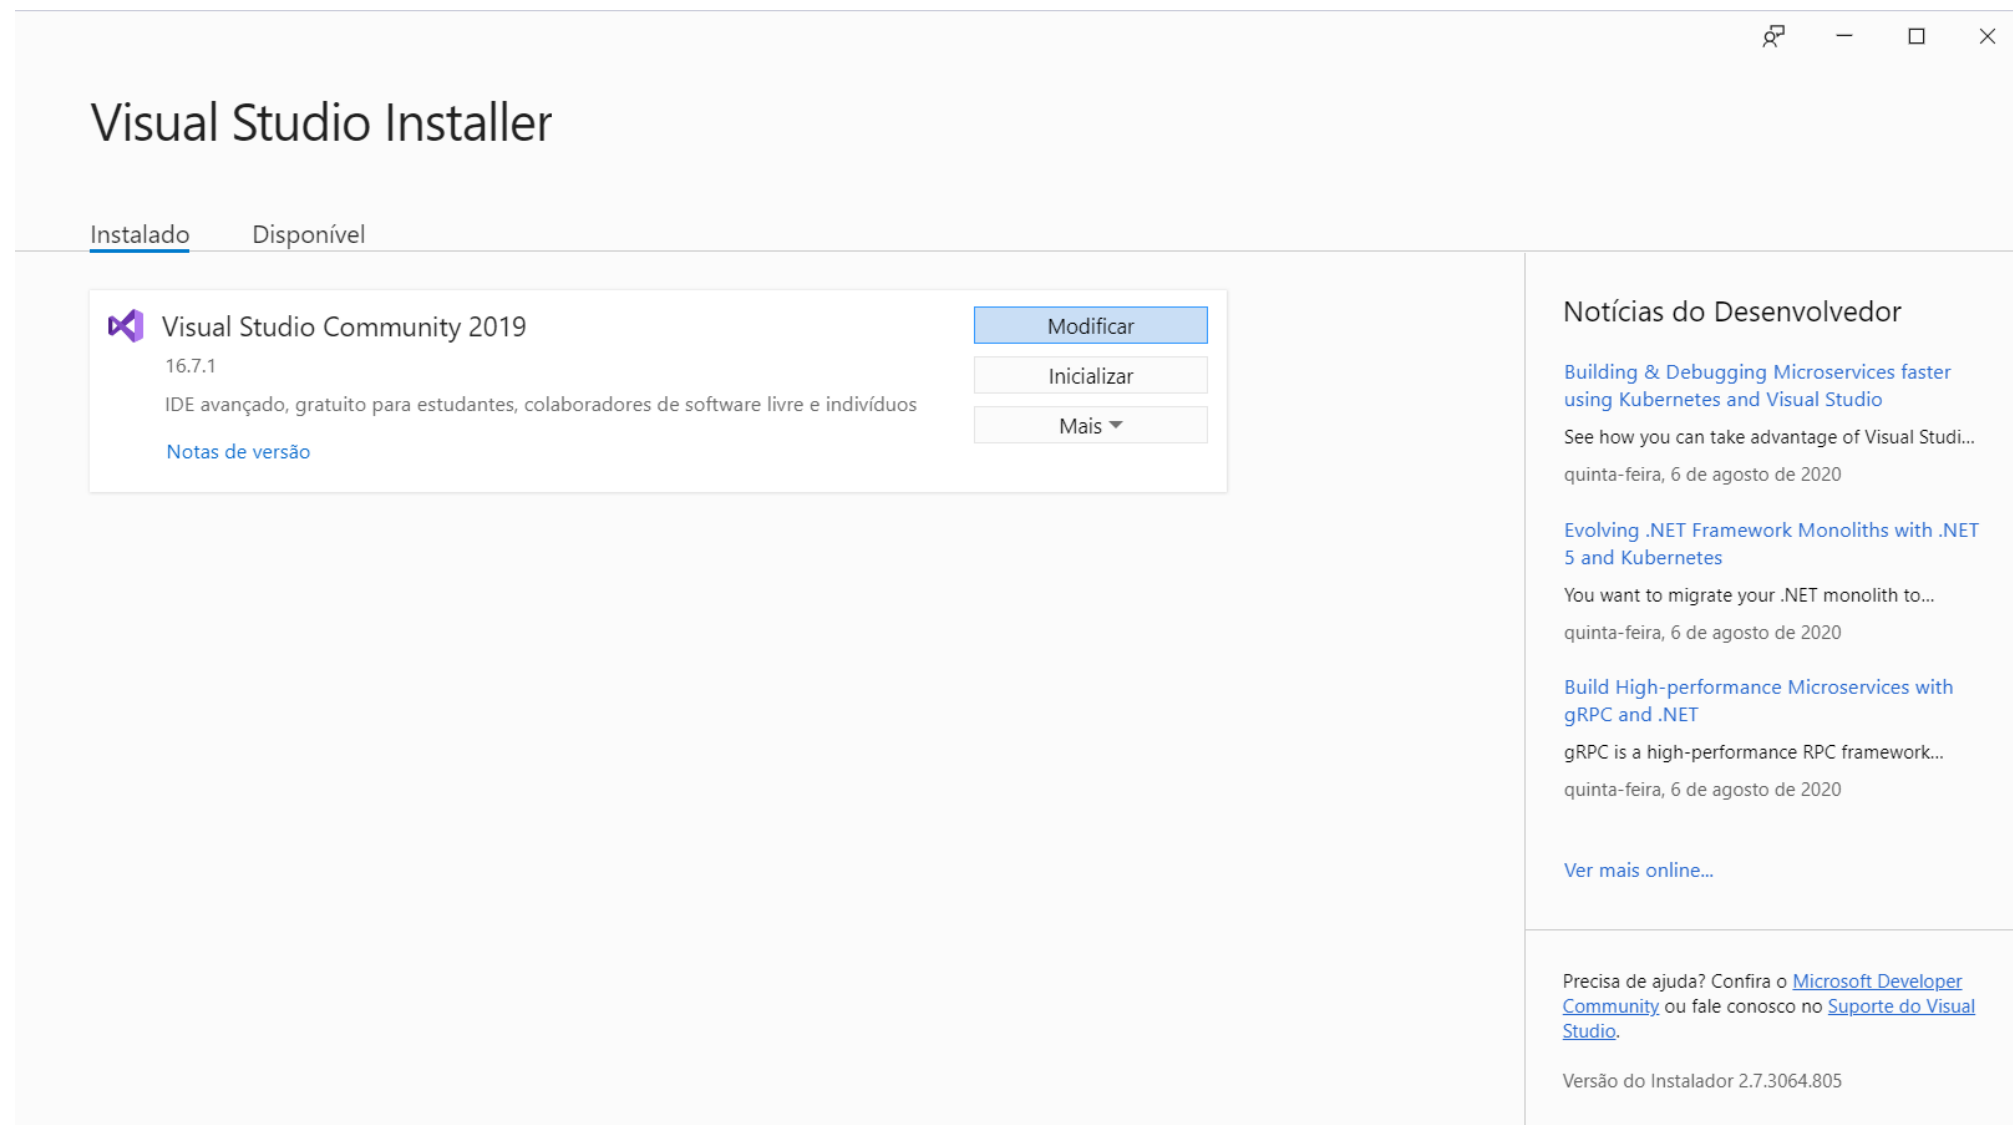 Visual Studio Installer
Instalado
Disponível
Visual Studio Community 2019
16.7.1
IDE avançado, gratuito para estudantes, colaboradores de software livre e indivíduos
Notas de versão
Modificar
Inicializar
Mais
Notícias do Desenvolvedor
Building & Debugging Microservices faster
using Kubernetes and Visual Studio
See how you can take advantage of Visual Studi...
quinta-feira, 6 de agosto de 2020
Evolving .NET Framework Monoliths with .NET
5 and Kubernetes
You want to migrate your .NET monolith to...
quinta-feira, 6 de agosto de 2020
Build High-performance Microservices with
gRPC and .NET
gRPC is a high-performance RPC framework...
quinta-feira, 6 de agosto de 2020
Ver mais online...
Precisa de ajuda? Confira o Microsoft Developer
Community ou fale conosco no Suporte do Visual
Studio.
Versão do Instalador 2.7.3064.805